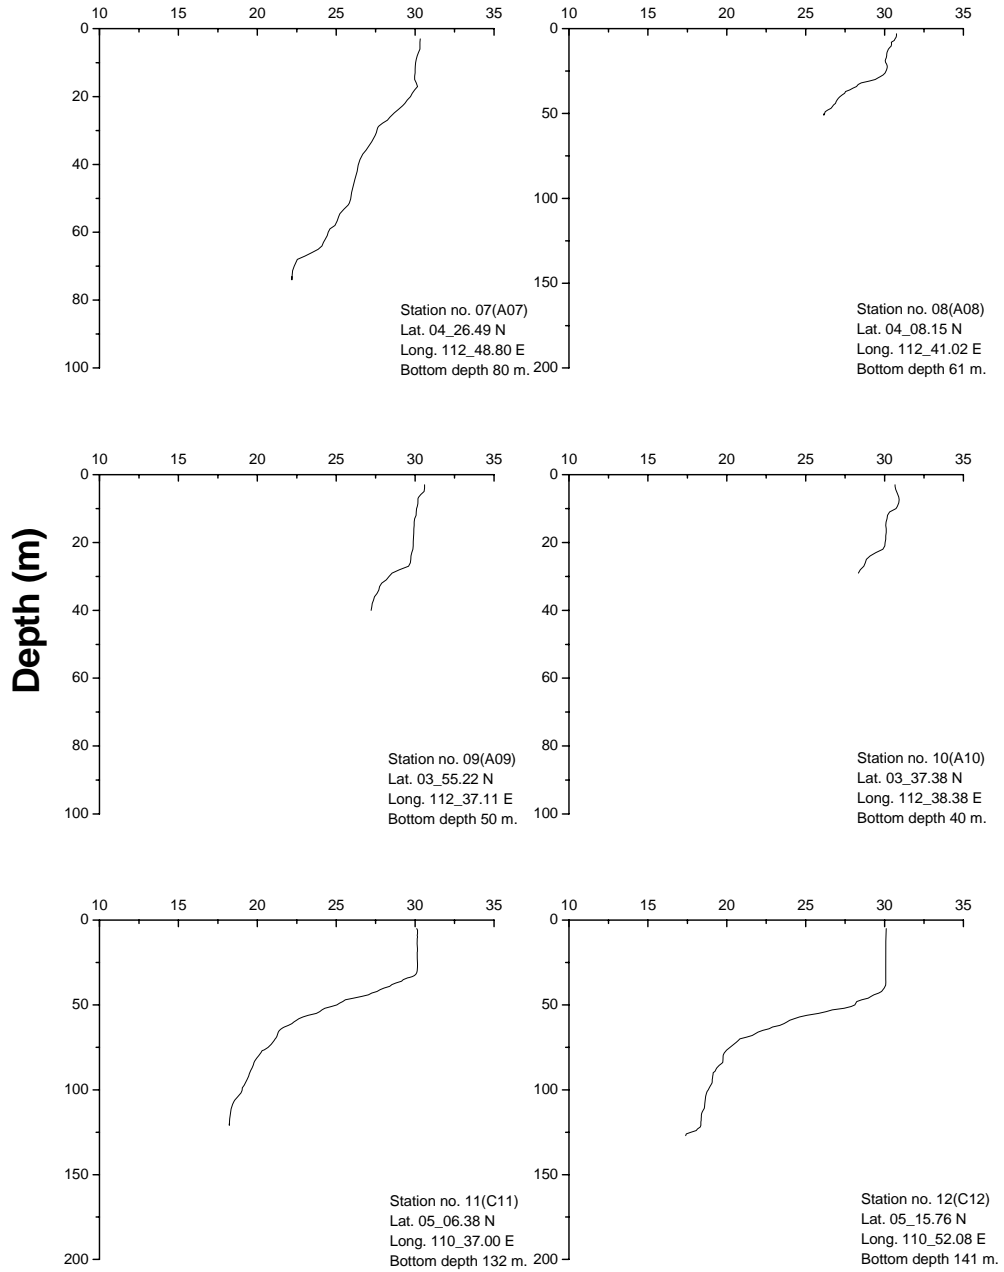 10 15 20 25 30 35
0
20
40
60
80
100
Station no. 07(A07)
Lat. 04_26.49 N
Long. 112_48.80 E
Bottom depth 80 m.
10 15 20 25 30 35
0
50
100
150
200
Station no. 08(A08)
Lat. 04_08.15 N
Long. 112_41.02 E
Bottom depth 61 m.
Depth (m)
10 15 20 25 30 35
0
20
40
60
80
100
Station no. 09(A09)
Lat. 03_55.22 N
Long. 112_37.11 E
Bottom depth 50 m.
10 15 20 25 30 35
0
20
40
60
80
100
Station no. 10(A10)
Lat. 03_37.38 N
Long. 112_38.38 E
Bottom depth 40 m.
10 15 20 25 30 35
0
50
100
150
200
Station no. 11(C11)
Lat. 05_06.38 N
Long. 110_37.00 E
Bottom depth 132 m.
10 15 20 25 30 35
0
50
100
150
200
Station no. 12(C12)
Lat. 05_15.76 N
Long. 110_52.08 E
Bottom depth 141 m.